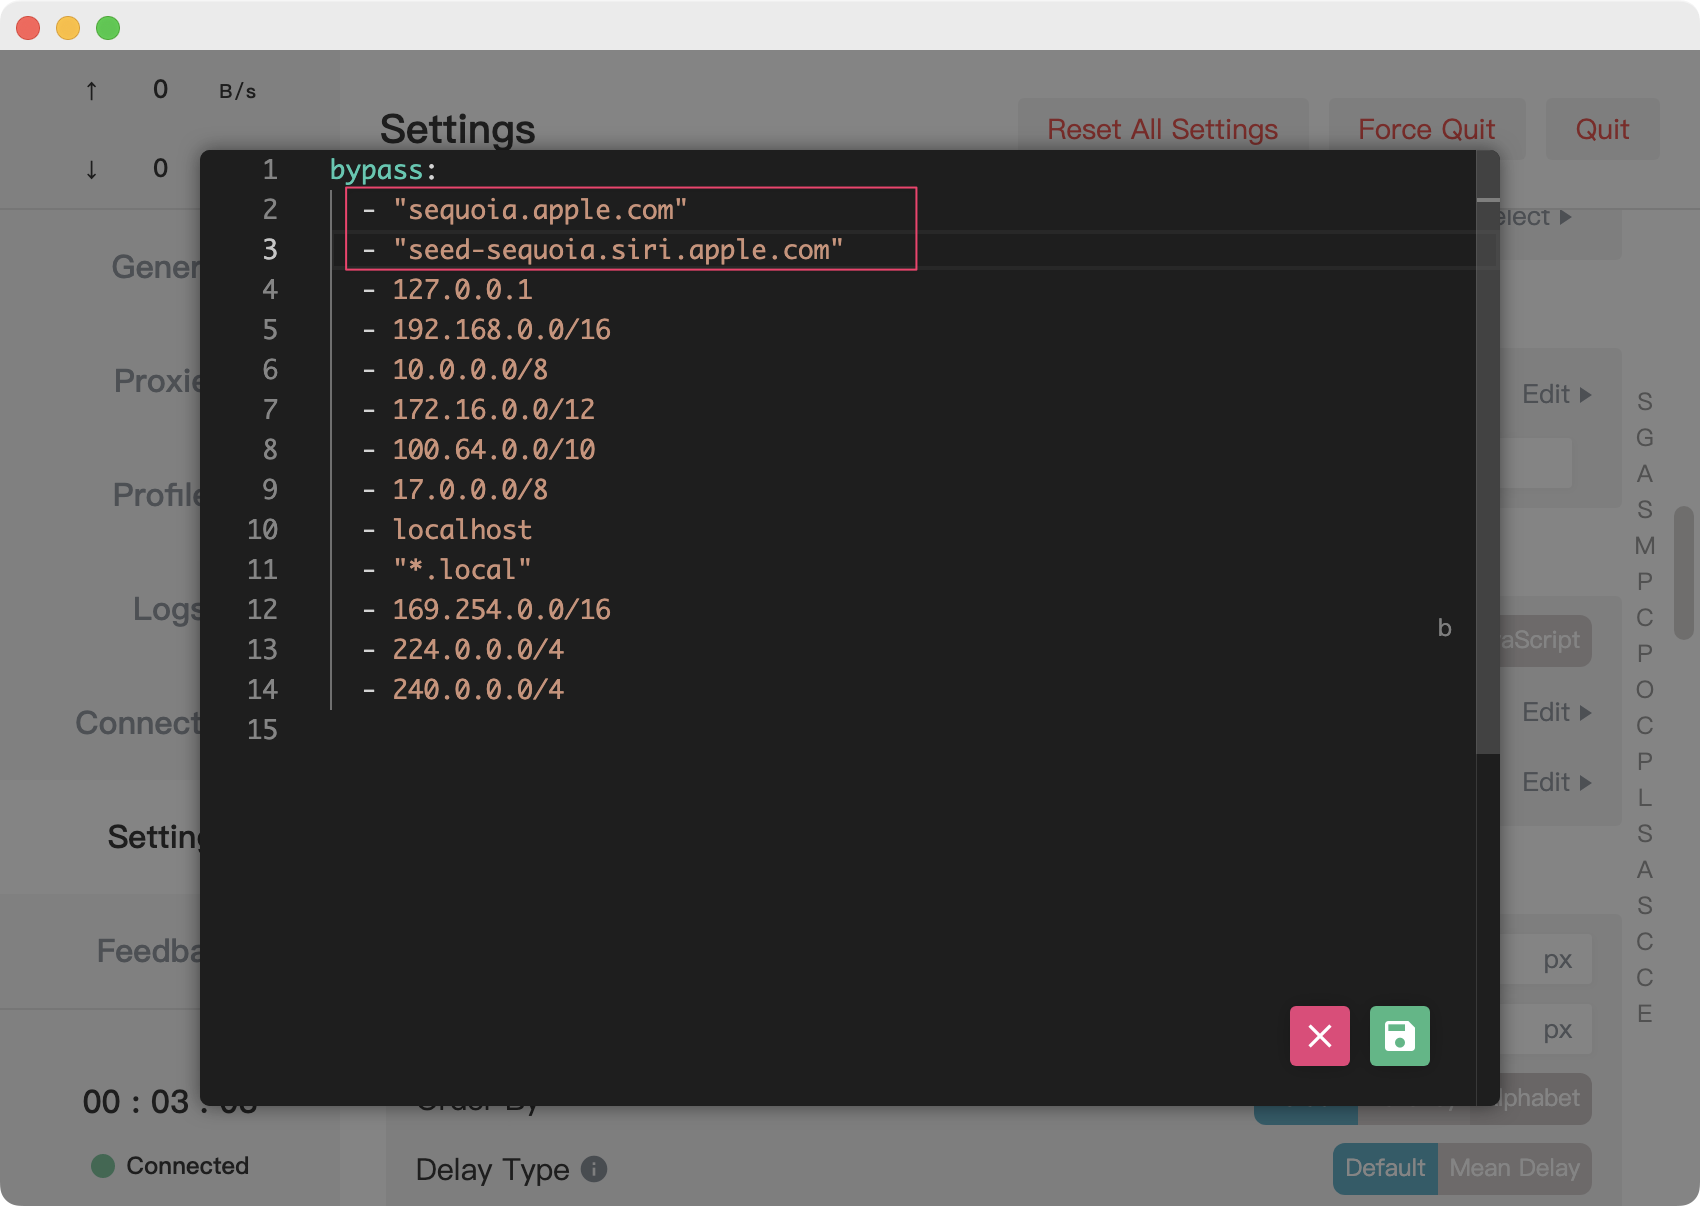 ↑ 0 B/s
↓ 0
Settings
Reset All Settings
Force Quit
Quit
1 bypass:
2 - "sequoia.apple.com"
3 - "seed-sequoia.siri.apple.com"
4 - 127.0.0.1
5 - 192.168.0.0/16
6 - 10.0.0.0/8
7 - 172.16.0.0/12
8 - 100.64.0.0/10
9 - 17.0.0.0/8
10 - localhost
11 - "*.local"
12 - 169.254.0.0/16
13 - 224.0.0.0/4
14 - 240.0.0.0/4
15
b
Gener
Proxie
Profile
Logs
Connect
Setting
Feedba
00 : 03 :
Connected
elect
Edit
aScript
Edit
Edit
px
px
Order By
lphabet
Delay Type
Default
Mean Delay
S
G
A
S
M
P
C
P
O
C
P
L
S
A
S
C
C
E